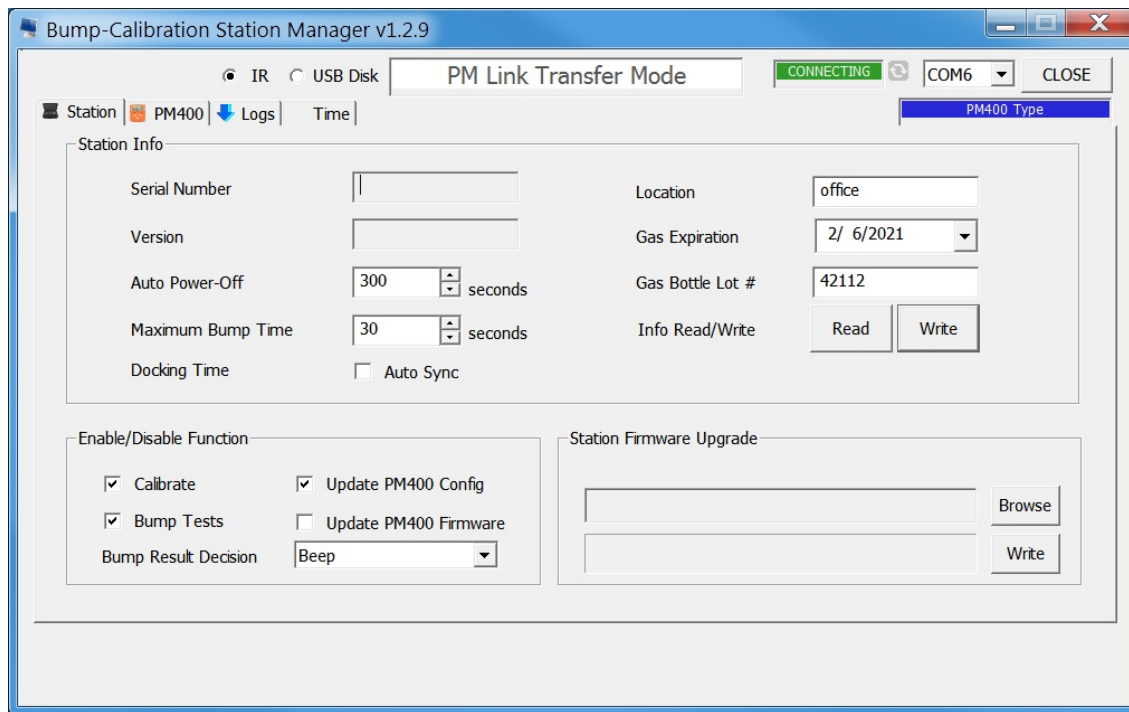 Bump-Calibration Station Manager v1.2.9
IR USB Disk PM Link Transfer Mode CONNECTING COM6 CLOSE
Station PM400 Logs Time PM400 Type
Station Info
Serial Number Location office
Version Gas Expiration 2/ 6/2021
Auto Power-Off 300 seconds Gas Bottle Lot # 42112
Maximum Bump Time 30 seconds Info Read/Write Read Write
Docking Time Auto Sync
Enable/Disable Function Station Firmware Upgrade
Calibrate Update PM400 Config Browse
Bump Tests Update PM400 Firmware
Bump Result Decision Beep Write